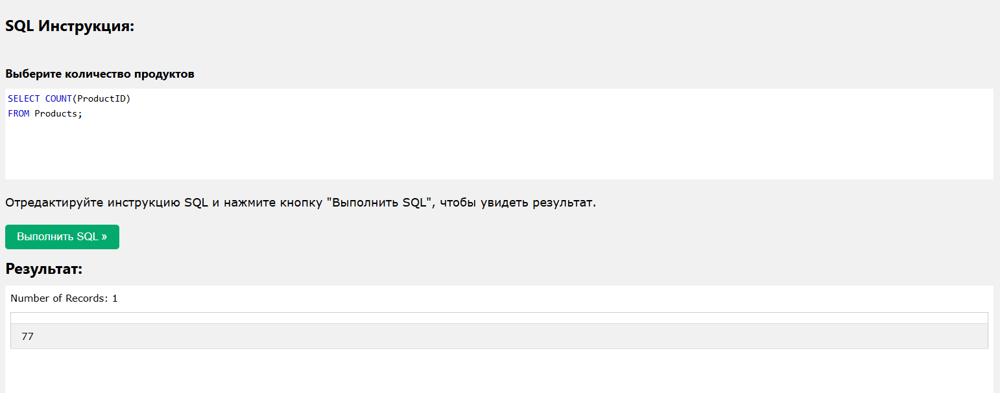 SQL Инструкция:
Выберите количество продуктов
SELECT COUNT(ProductID)
FROM Products;
Отредактируйте инструкцию SQL и нажмите кнопку "Выполнить SQL", чтобы увидеть результат.
Выполнить SQL »
Результат:
Number of Records: 1
77